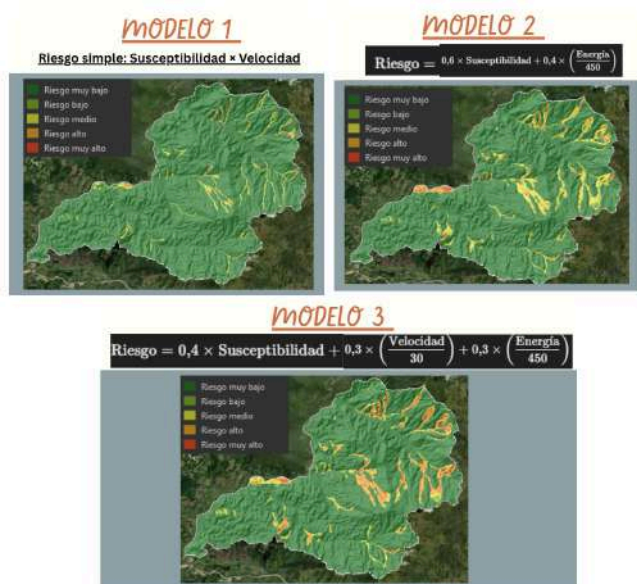 MODELO 1
Riesgo simple: Susceptibilidad × Velocidad
Riesgo muy bajo
Riesgo bajo
Riesgo medio
Riesgo alto
Riesgo muy alto
MODELO 2
Riesgo = 0,6 × Susceptibilidad + 0,4 × (Energía/450)
Riesgo muy bajo
Riesgo bajo
Riesgo medio
Riesgo alto
Riesgo muy alto
MODELO 3
Riesgo = 0,4 × Susceptibilidad + 0,3 × (Velocidad/30) + 0,3 × (Energía/450)
Riesgo muy bajo
Riesgo bajo
Riesgo medio
Riesgo alto
Riesgo muy alto